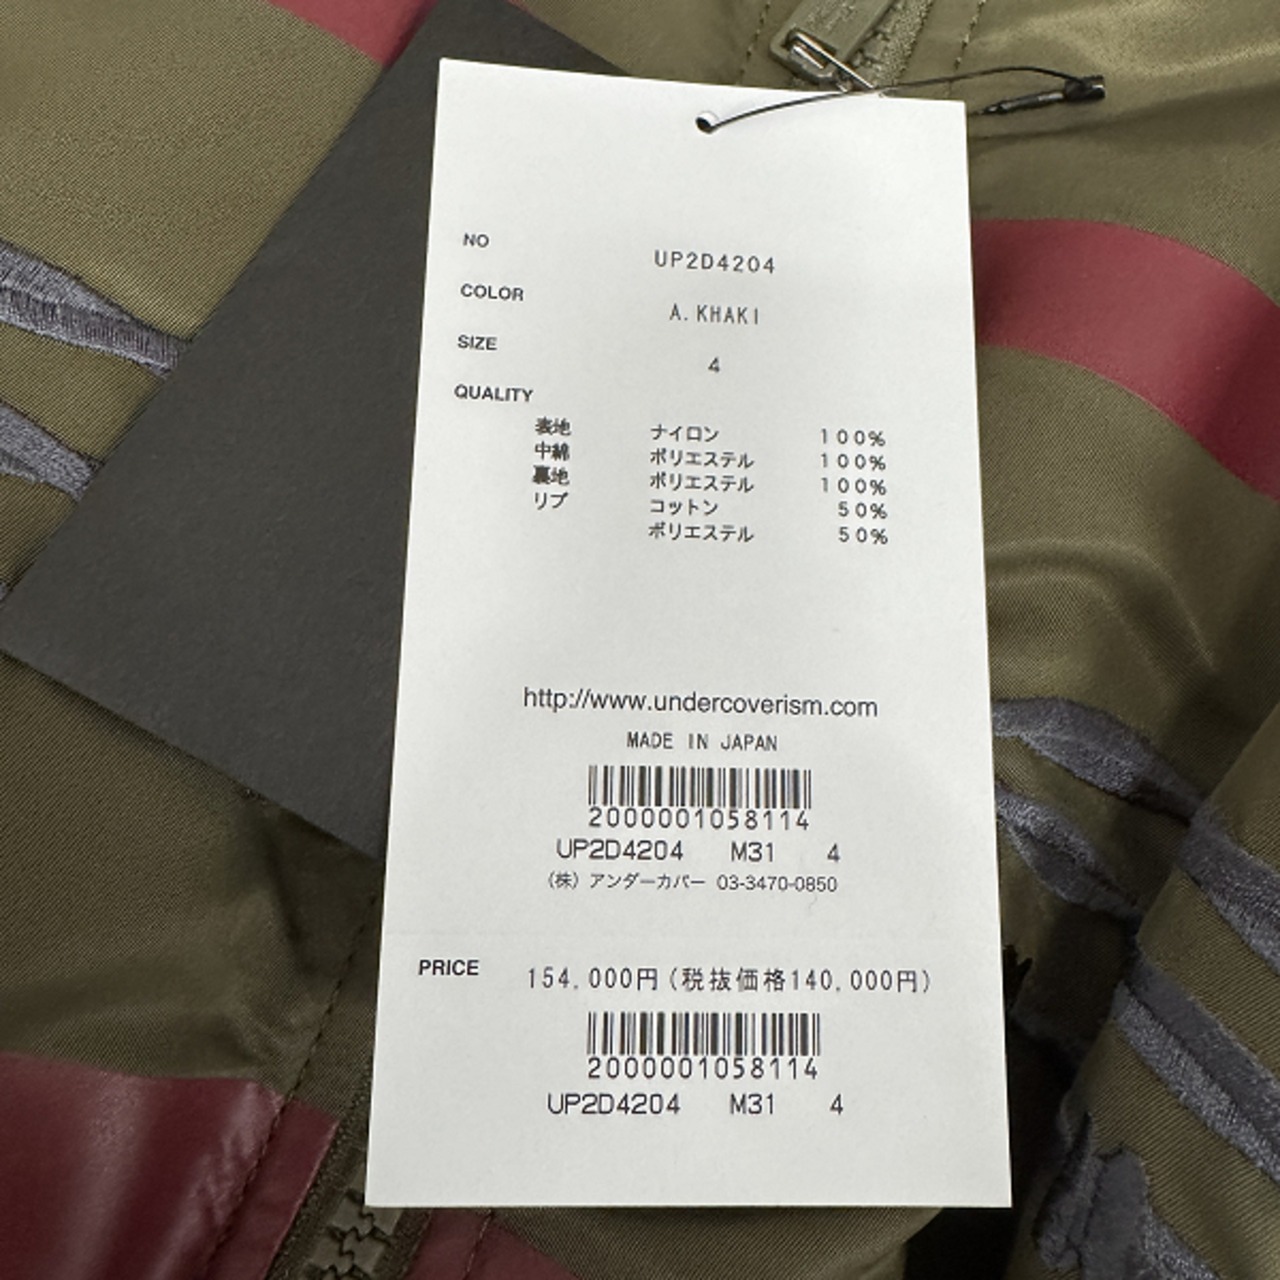 NO UP2D4204
COLOR A.KHAKI
SIZE 4
QUALITY
表地 ナイロン 100%
中綿 ポリエステル 100%
裏地 ポリエステル 100%
リブ コットン 50%
ポリエステル 50%
http://www.undercoverism.com
MADE IN JAPAN
2000001058114
UP2D4204 M31 4
(株) アンダーカバー 03-3470-0850
PRICE 154,000円(税抜価格140,000円)
2000001058114
UP2D4204 M31 4